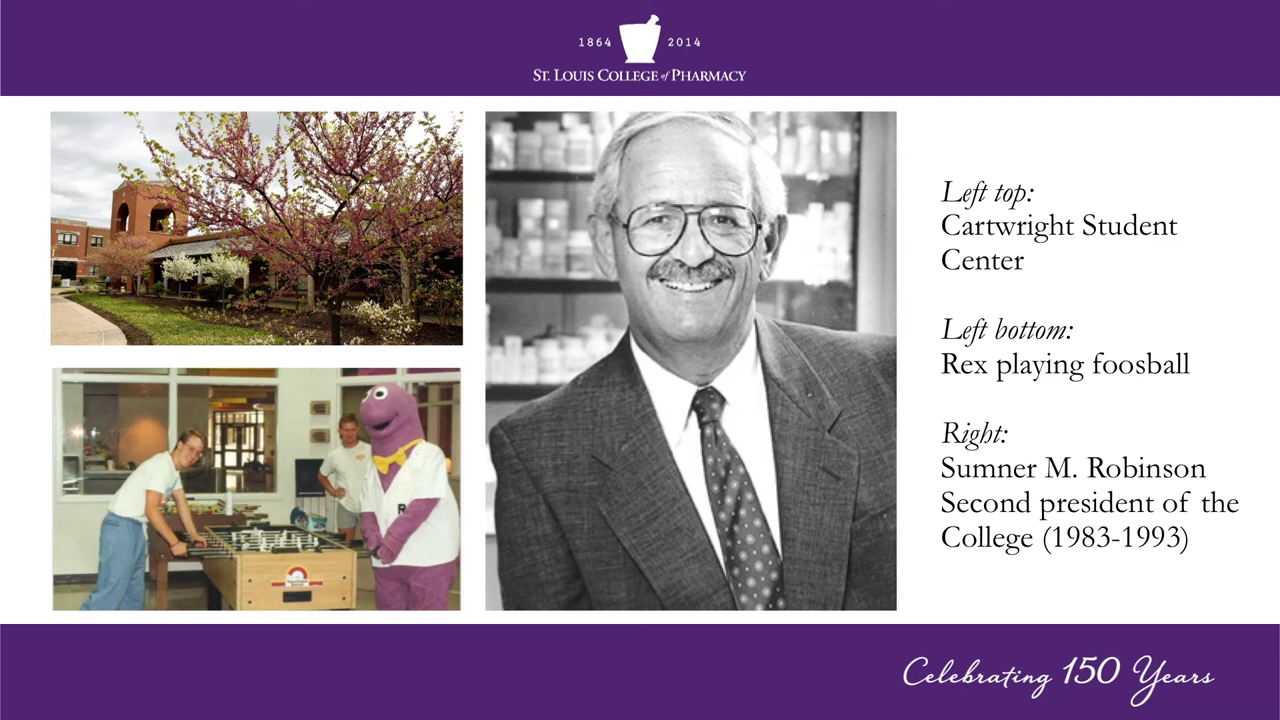 1864 2014
ST. LOUIS COLLEGE of PHARMACY
Left top:
Cartwright Student
Center
Left bottom:
Rex playing foosball
Right:
Sumner M. Robinson
Second president of the
College (1983-1993)
R
Celebrating 150 Years